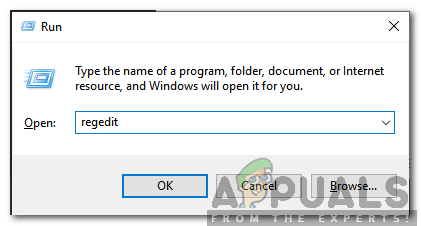 Run
Type the name of a program, folder, document, or Internet
resource, and Windows will open it for you.
Open: regedit
OK Cancel Browse...
APPUALS
FROM THE EXPERTS!